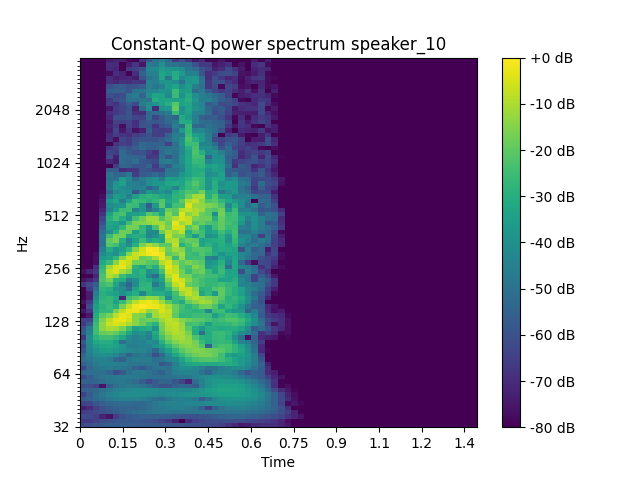 Constant-Q power spectrum speaker_10
Hz
2048
1024
512
256
128
64
32
0 0.15 0.3 0.45 0.6 0.75 0.9 1.1 1.2 1.4
Time
+0 dB
-10 dB
-20 dB
-30 dB
-40 dB
-50 dB
-60 dB
-70 dB
-80 dB